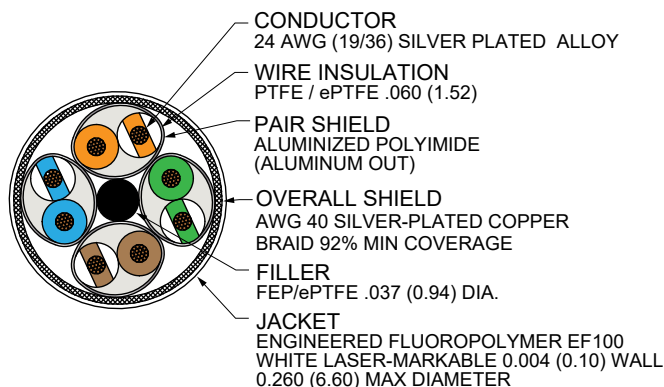 CONDUCTOR
24 AWG (19/36) SILVER PLATED ALLOY
WIRE INSULATION
PTFE / ePTFE .060 (1.52)
PAIR SHIELD
ALUMINIZED POLYIMIDE
(ALUMINUM OUT)
OVERALL SHIELD
AWG 40 SILVER-PLATED COPPER
BRAID 92% MIN COVERAGE
FILLER
FEP/ePTFE .037 (0.94) DIA.
JACKET
ENGINEERED FLUOROPOLYMER EF100
WHITE LASER-MARKABLE 0.004 (0.10) WALL
0.260 (6.60) MAX DIAMETER